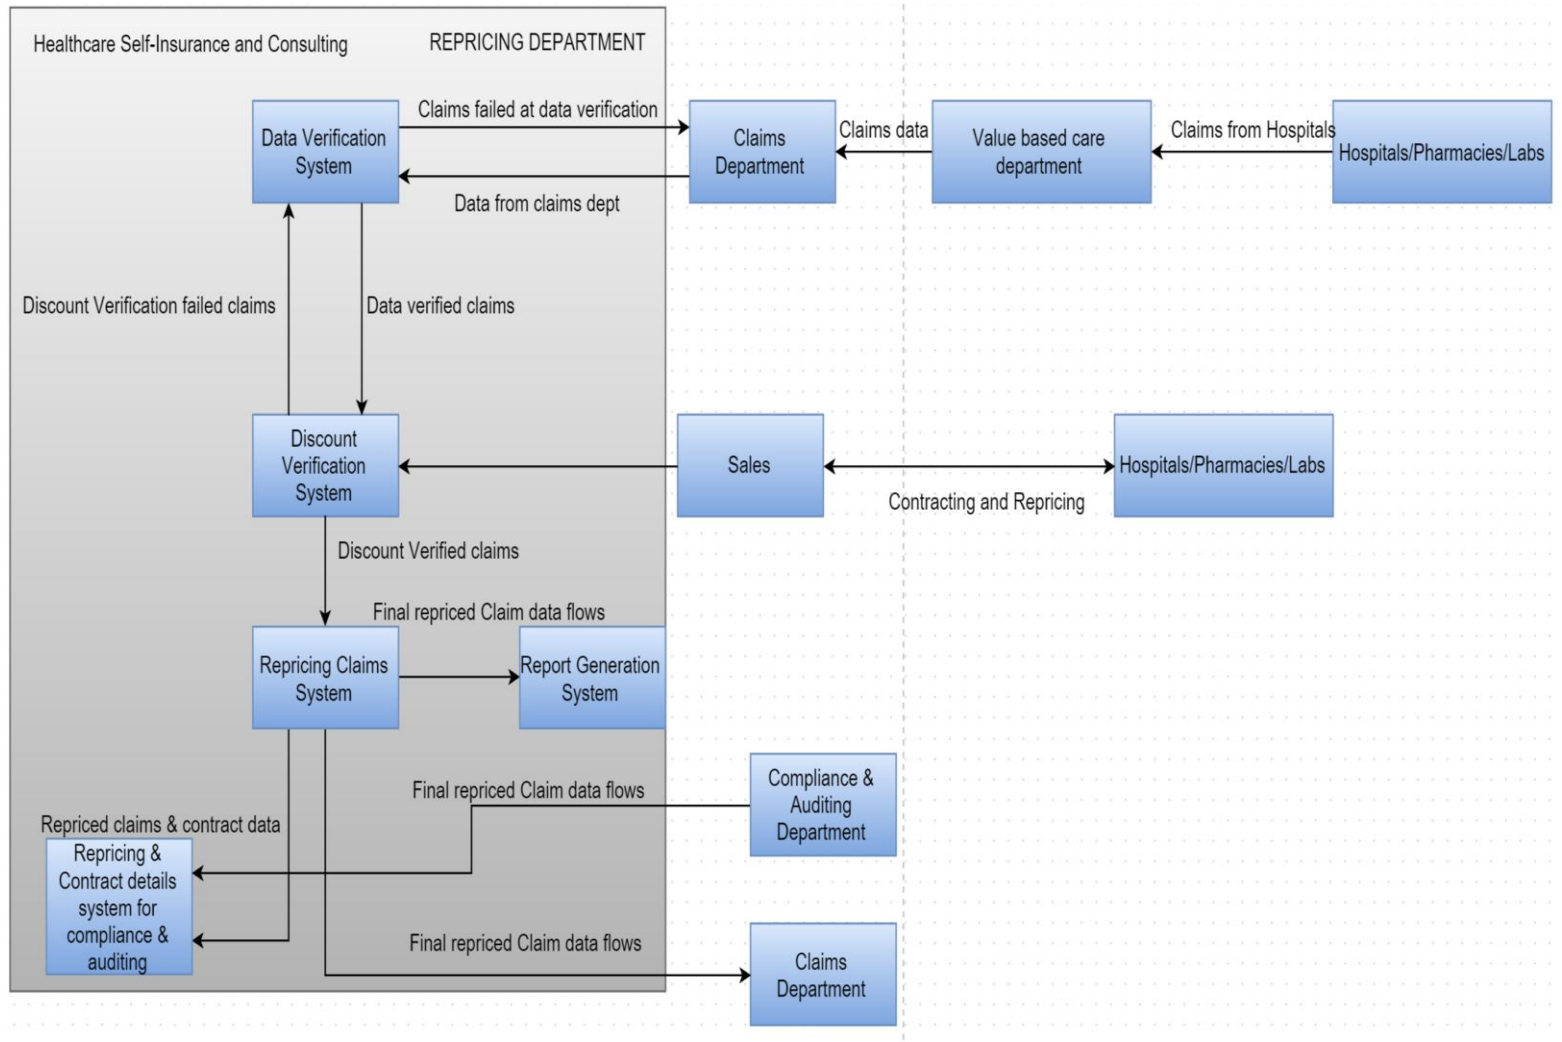 Healthcare Self-Insurance and Consulting
REPRICING DEPARTMENT
Claims failed at data verification
Data Verification
System
Claims
Department
Claims data
Value based care
department
Claims from Hospitals
Hospitals/Pharmacies/Labs
Data from claims dept
Discount Verification failed claims
Data verified claims
Discount
Verification
System
Sales
Hospitals/Pharmacies/Labs
Contracting and Repricing
Discount Verified claims
Final repriced Claim data flows
Repricing Claims
System
Report Generation
System
Final repriced Claim data flows
Compliance &
Auditing
Department
Repriced claims & contract data
Repricing &
Contract details
system for
compliance &
auditing
Final repriced Claim data flows
Claims
Department